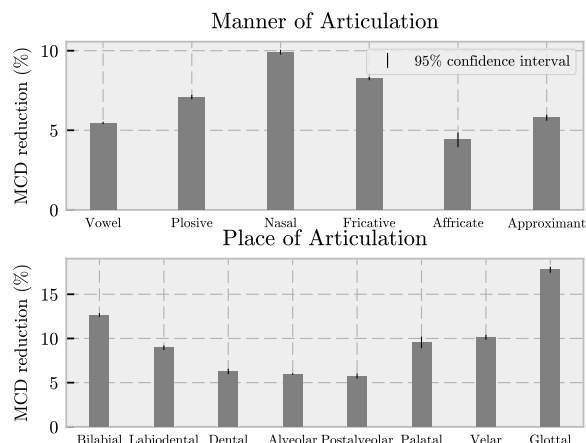 Manner of Articulation
MCD reduction (%)
10
5
0
95% confidence interval
Vowel Plosive Nasal Fricative Affricate Approximant
Place of Articulation
MCD reduction (%)
15
10
5
0
Bilabial Labiodental Dental Alveolar Postalveolar Palatal Velar Glottal